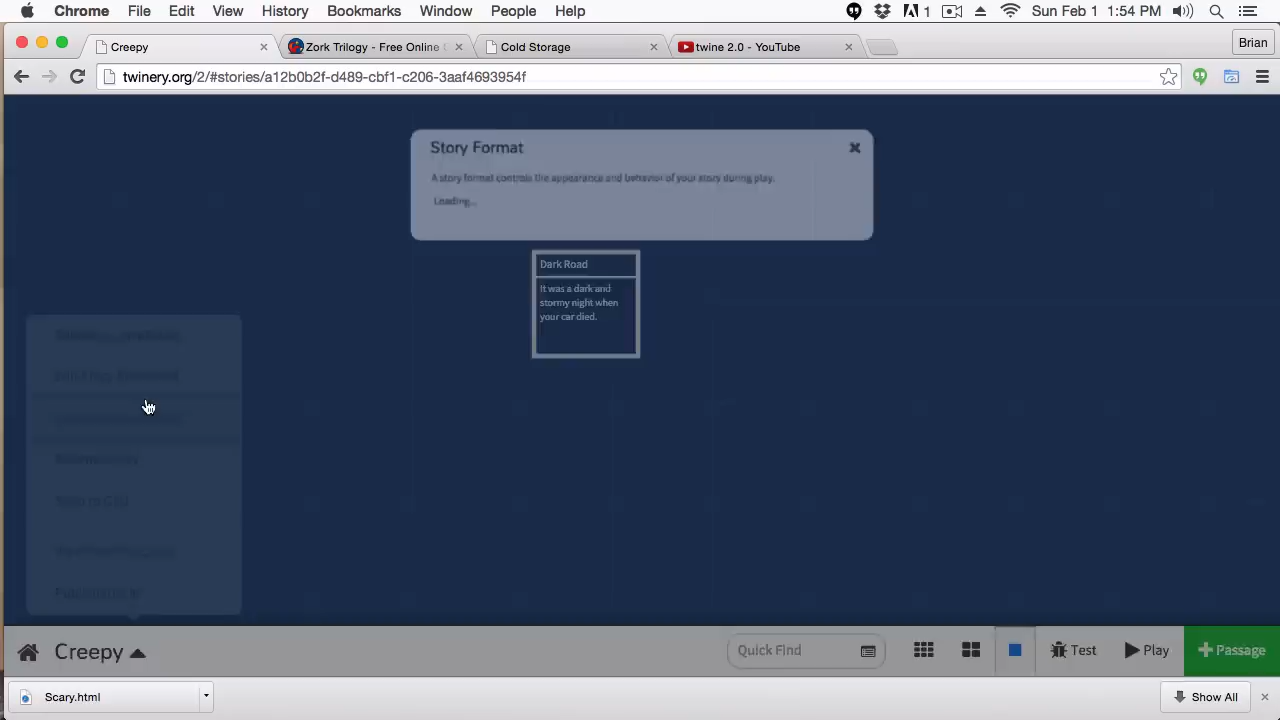 Chrome File Edit View History Bookmarks Window People Help 1 Sun Feb 1 1:54 PM
Creepy
Zork Trilogy - Free Online
Cold Storage
twine 2.0 - YouTube
Brian
twinery.org/2/#stories/a12b0b2f-d489-cbf1-c206-3aaf4693954f
Story Format
A story format controls the appearance and behavior of your story during play.
Loading...
Dark Road
It was a dark and
stormy night when
your car died.
Creepy
Quick Find
Test
Play
+Passage
Scary.html
Show All